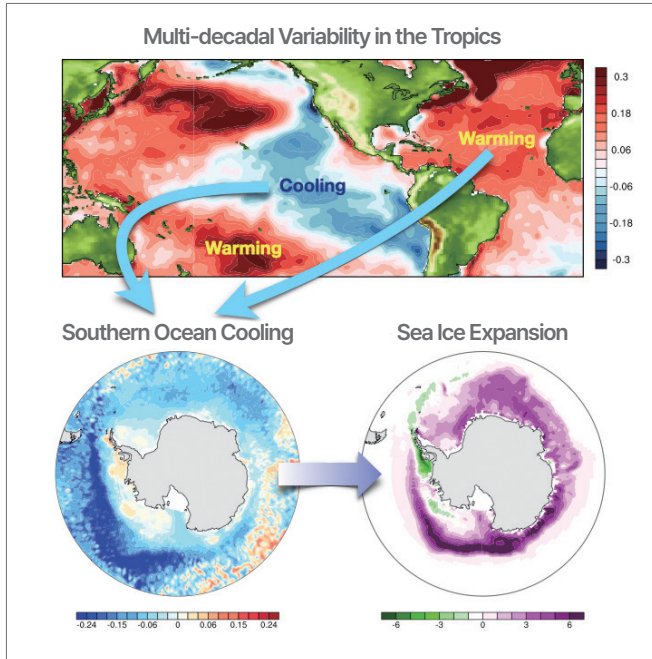 Multi-decadal Variability in the Tropics
0.3
0.18
0.06
-0.06
-0.18
-0.3
Warming
Cooling
Warming
Southern Ocean Cooling
Sea Ice Expansion
-0.24 -0.15 -0.06 0 0.06 0.15 0.24
-6 -3 0 3 6